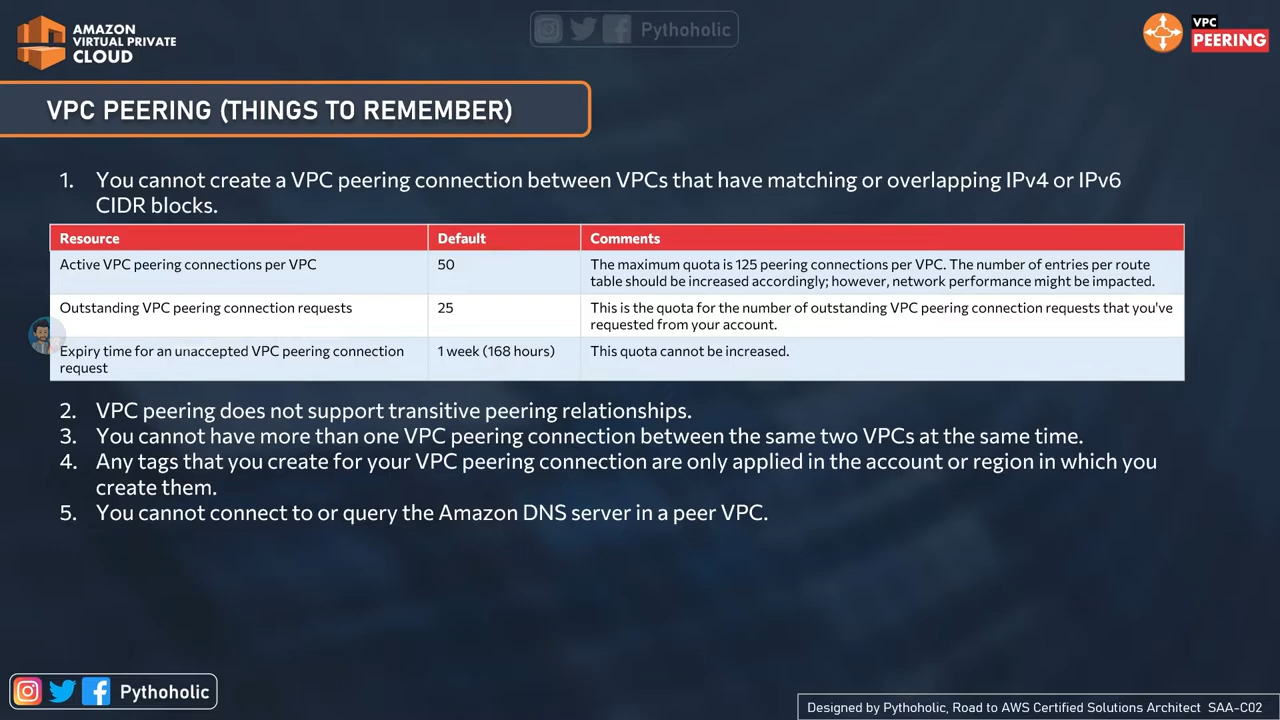 AMAZON
VIRTUAL PRIVATE
CLOUD
Pythoholic
VPC
PEERING
VPC PEERING (THINGS TO REMEMBER)
1. You cannot create a VPC peering connection between VPCs that have matching or overlapping IPv4 or IPv6
CIDR blocks.
Resource Default Comments
Active VPC peering connections per VPC 50 The maximum quota is 125 peering connections per VPC. The number of entries per route
table should be increased accordingly; however, network performance might be impacted.
Outstanding VPC peering connection requests 25 This is the quota for the number of outstanding VPC peering connection requests that you've
requested from your account.
Expiry time for an unaccepted VPC peering connection 1 week (168 hours) This quota cannot be increased.
request
2. VPC peering does not support transitive peering relationships.
3. You cannot have more than one VPC peering connection between the same two VPCs at the same time.
4. Any tags that you create for your VPC peering connection are only applied in the account or region in which you
create them.
5. You cannot connect to or query the Amazon DNS server in a peer VPC.
Pythoholic
Designed by Pythoholic, Road to AWS Certified Solutions Architect SAA-C02